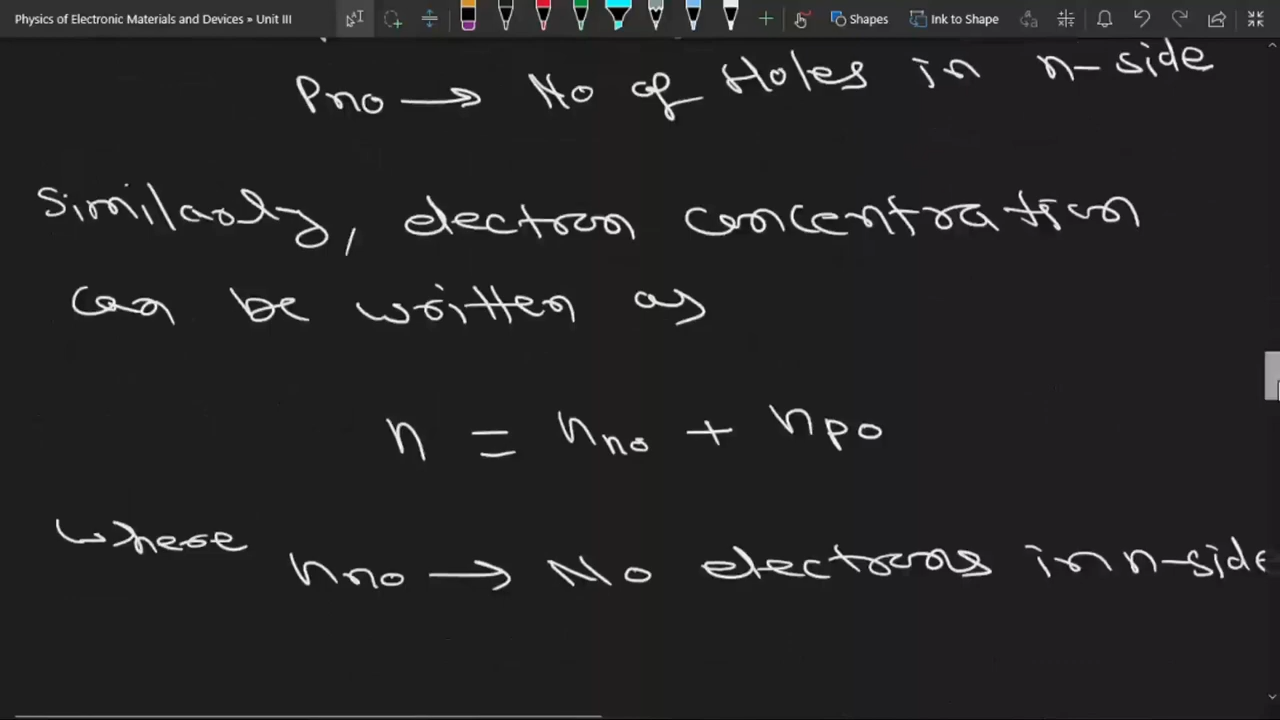 Physics of Electronic Materials and Devices » Unit III
Shapes
Ink to Shape
Pno → No of Holes in n-side
Similarly, electron concentration
can be written as
n = nno + npo
where
nno → No electrons in n-side